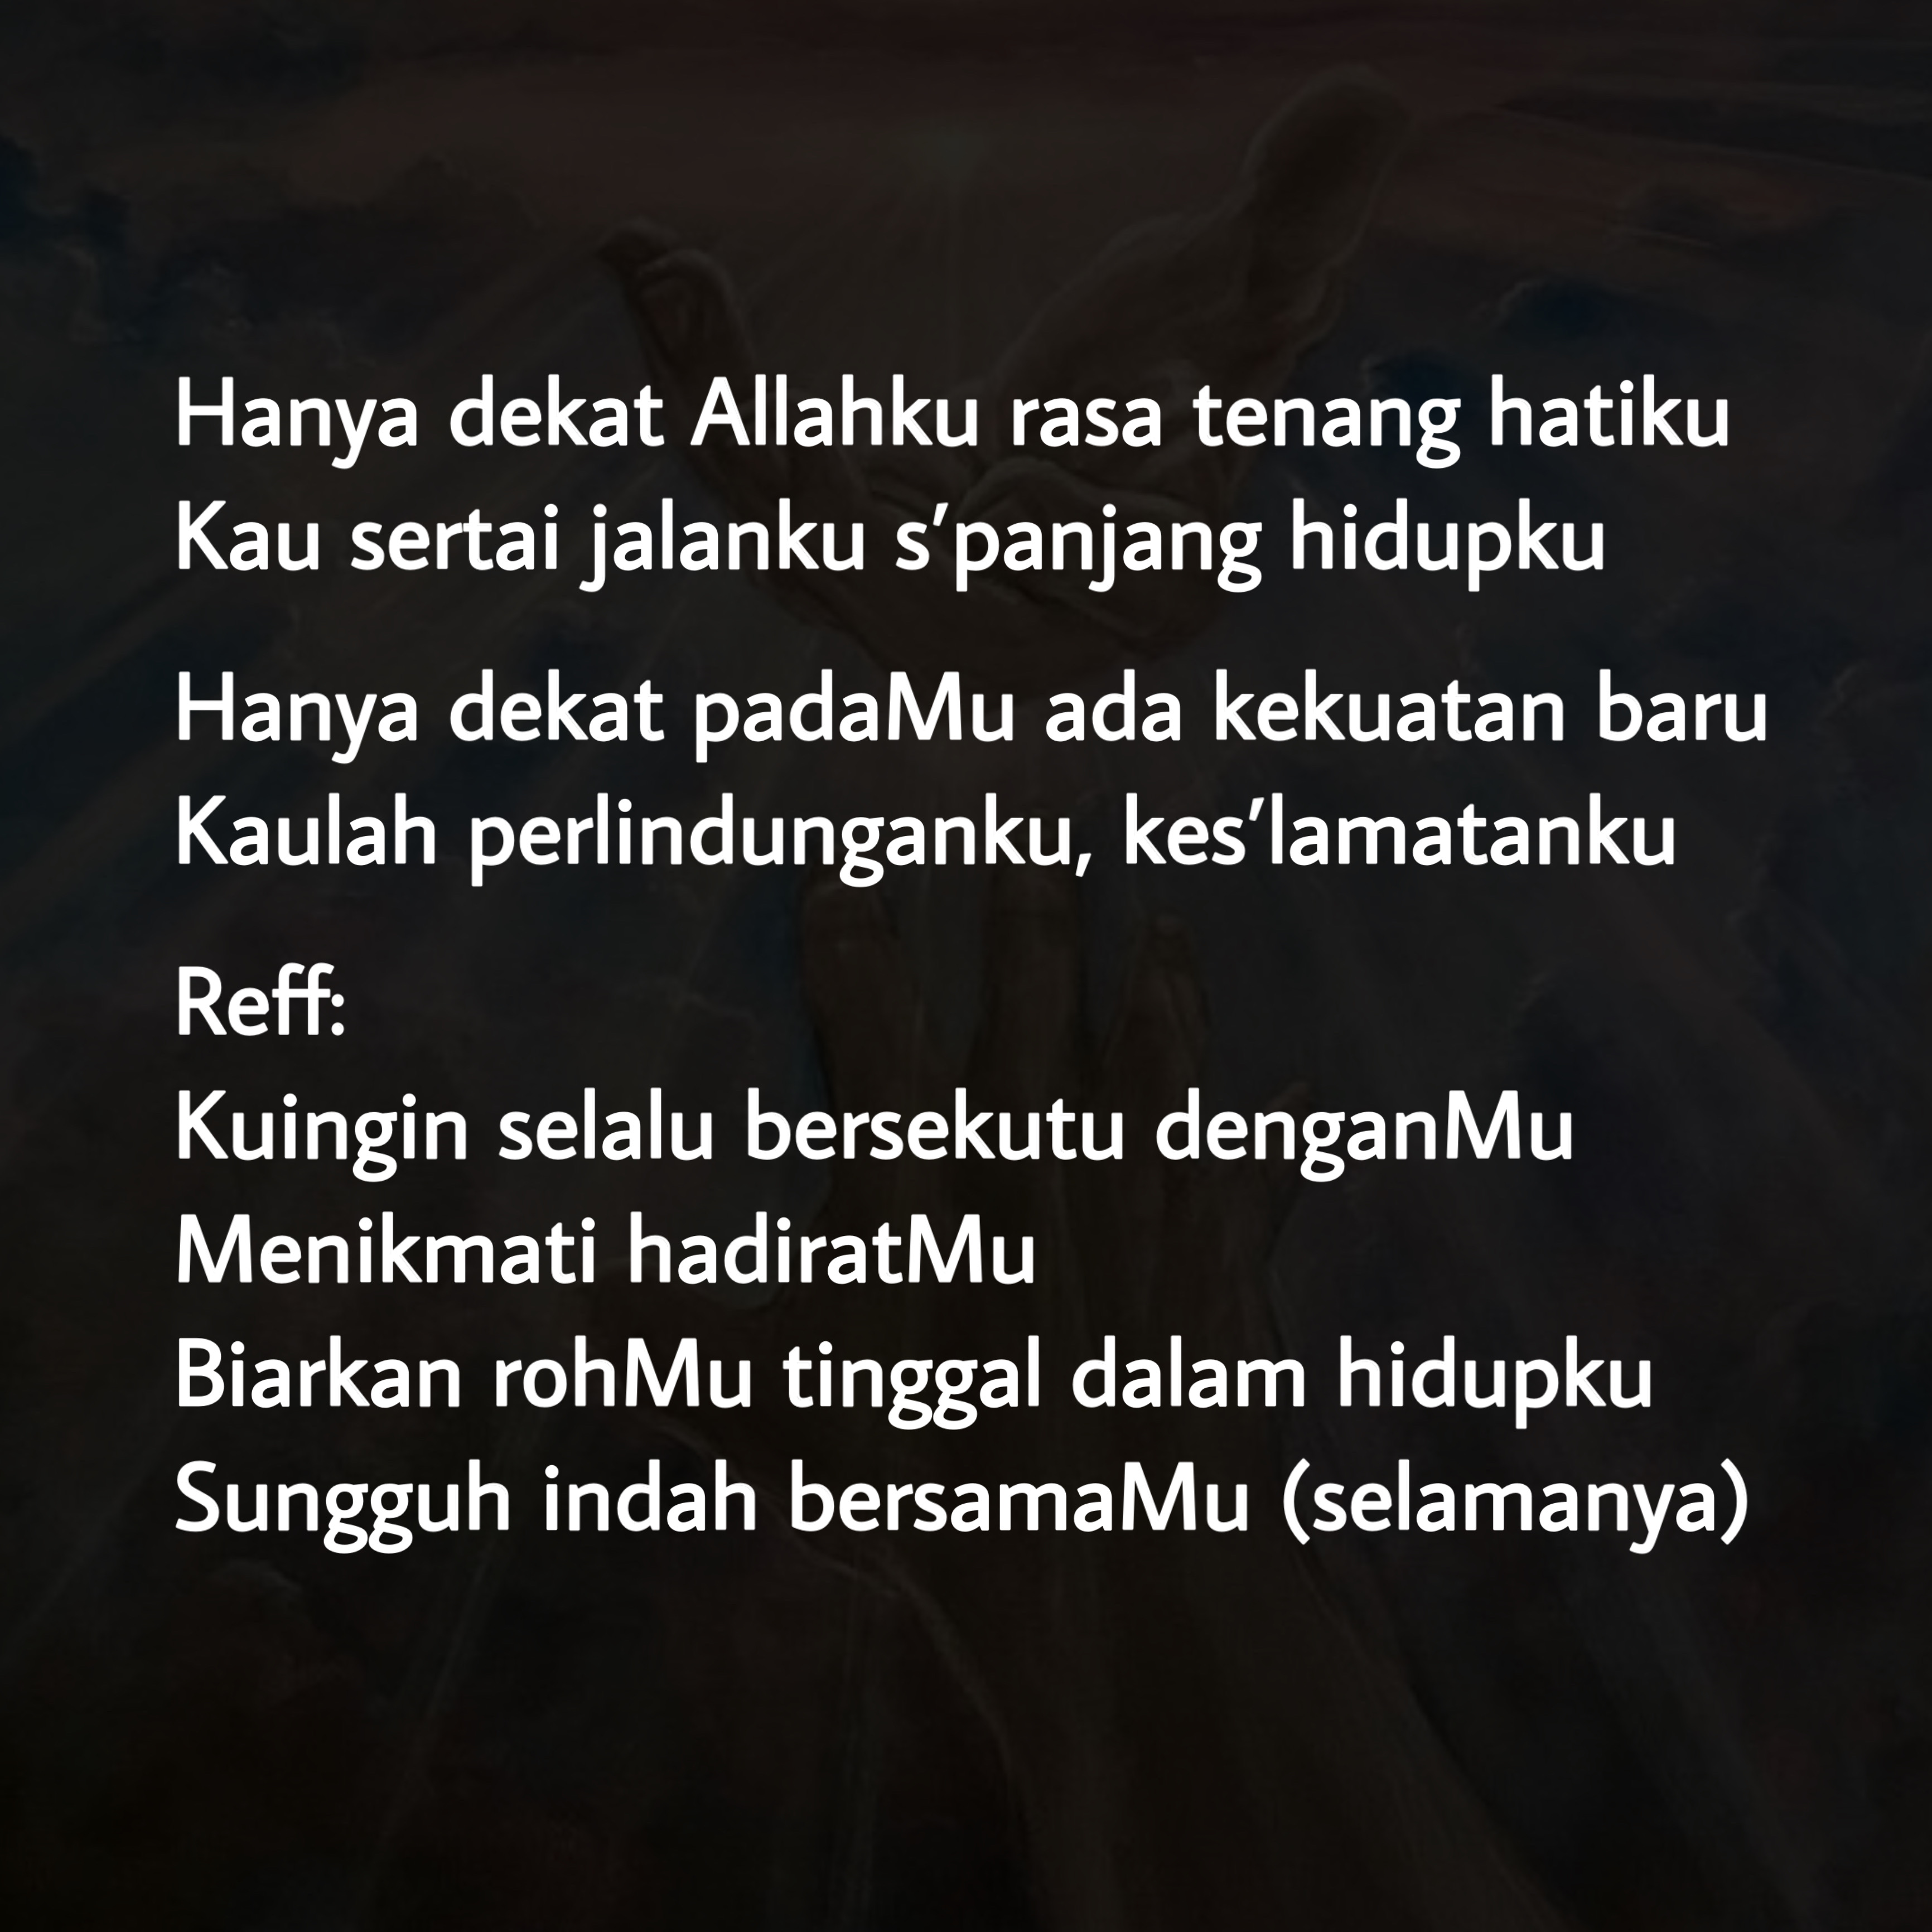 Hanya dekat Allahku rasa tenang hatiku
Kau sertai jalanku s'panjang hidupku
Hanya dekat padaMu ada kekuatan baru
Kaulah perlindunganku, kes'lamatanku
Reff:
Kuingin selalu bersekutu denganMu
Menikmati hadiratMu
Biarkan rohMu tinggal dalam hidupku
Sungguh indah bersamaMu (selamanya)